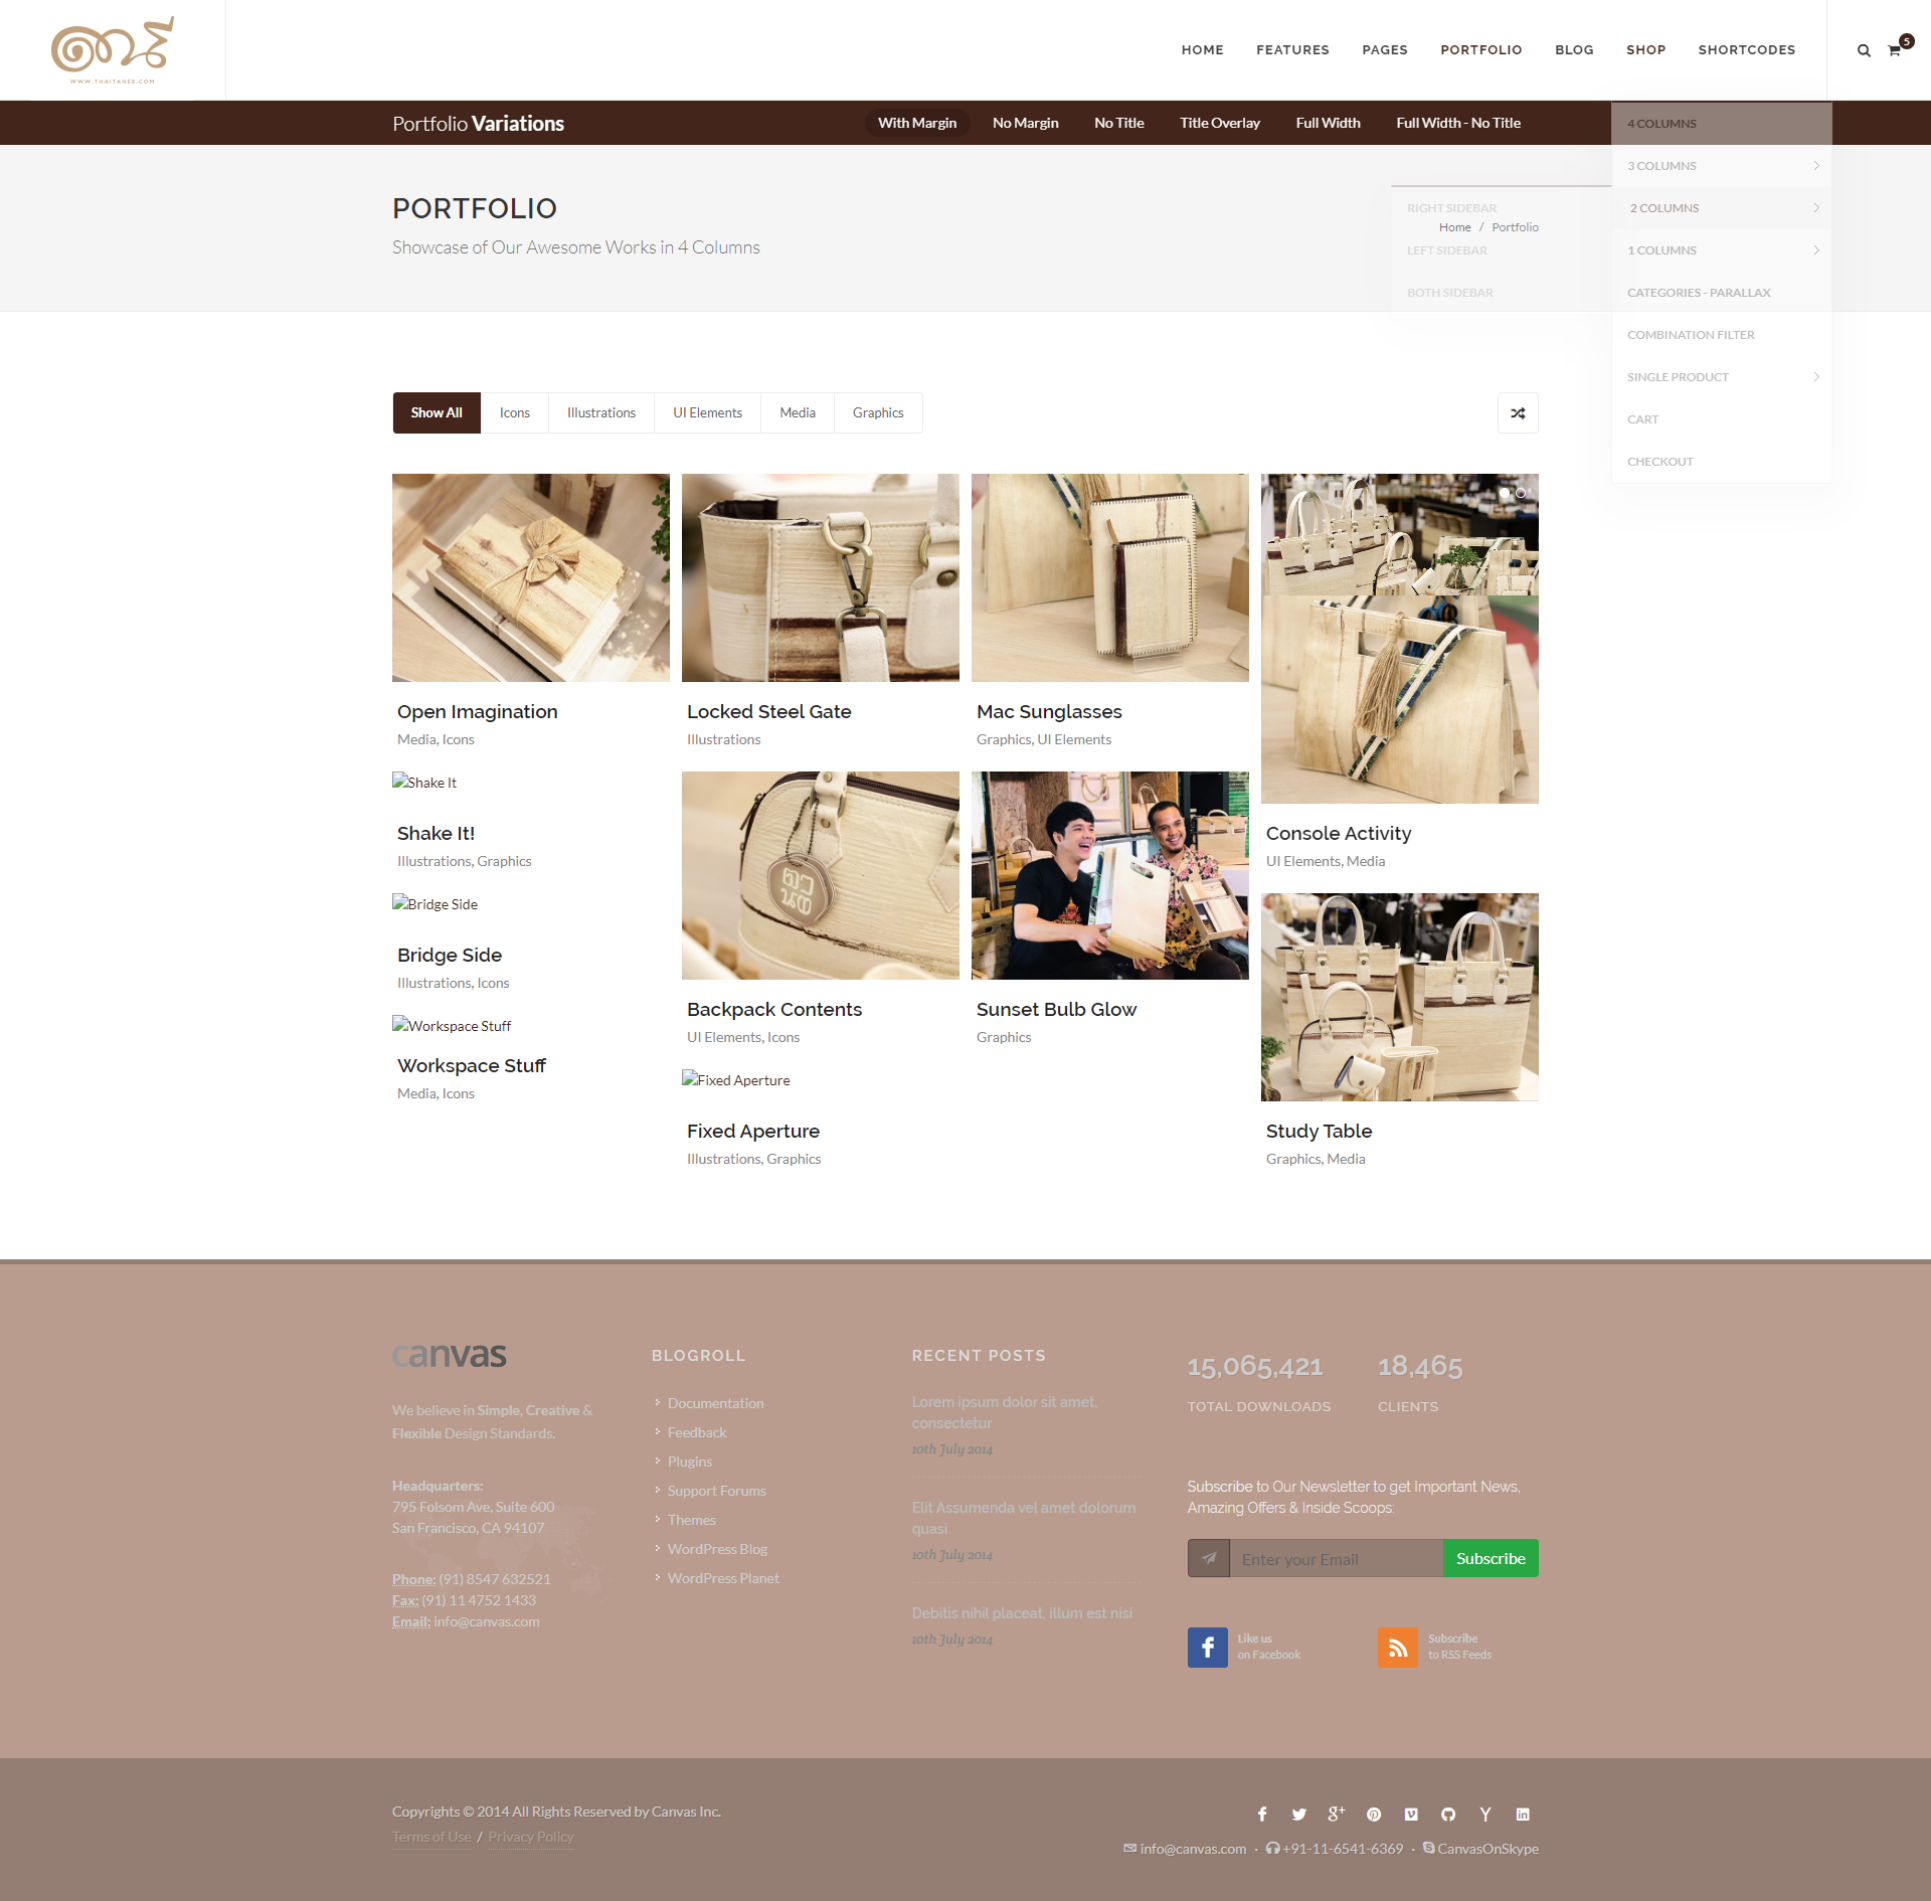 WWW.THAITANEE.COM
HOME FEATURES PAGES PORTFOLIO BLOG SHOP SHORTCODES
5
Portfolio Variations
With Margin No Margin No Title Title Overlay Full Width Full Width - No Title
4 COLUMNS
3 COLUMNS
2 COLUMNS
1 COLUMNS
CATEGORIES - PARALLAX
COMBINATION FILTER
SINGLE PRODUCT
CART
CHECKOUT
RIGHT SIDEBAR
LEFT SIDEBAR
BOTH SIDEBAR
PORTFOLIO
Showcase of Our Awesome Works in 4 Columns
Home / Portfolio
Show All Icons Illustrations UI Elements Media Graphics
Open Imagination
Media, Icons
Locked Steel Gate
Illustrations
Mac Sunglasses
Graphics, UI Elements
Shake It
Shake It!
Illustrations, Graphics
Console Activity
UI Elements, Media
Bridge Side
Bridge Side
Illustrations, Icons
Backpack Contents
UI Elements, Icons
Sunset Bulb Glow
Graphics
Workspace Stuff
Workspace Stuff
Media, Icons
Fixed Aperture
Fixed Aperture
Illustrations, Graphics
Study Table
Graphics, Media
canvas
We believe in Simple, Creative &
Flexible Design Standards.
Headquarters:
795 Folsom Ave, Suite 600
San Francisco, CA 94107
Phone: (91) 8547 632521
Fax: (91) 11 4752 1433
Email: info@canvas.com
BLOGROLL
Documentation
Feedback
Plugins
Support Forums
Themes
WordPress Blog
WordPress Planet
RECENT POSTS
Lorem ipsum dolor sit amet,
consectetur
10th July 2014
Elit Assumenda vel amet dolorum
quasi
10th July 2014
Debitis nihil placeat, illum est nisi
10th July 2014
15,065,421
TOTAL DOWNLOADS
18,465
CLIENTS
Subscribe to Our Newsletter to get Important News,
Amazing Offers & Inside Scoops:
Enter your Email
Subscribe
Like us
on Facebook
Subscribe
to RSS Feeds
Copyrights © 2014 All Rights Reserved by Canvas Inc.
Terms of Use / Privacy Policy
info@canvas.com · +91-11-6541-6369 · CanvasOnSkype